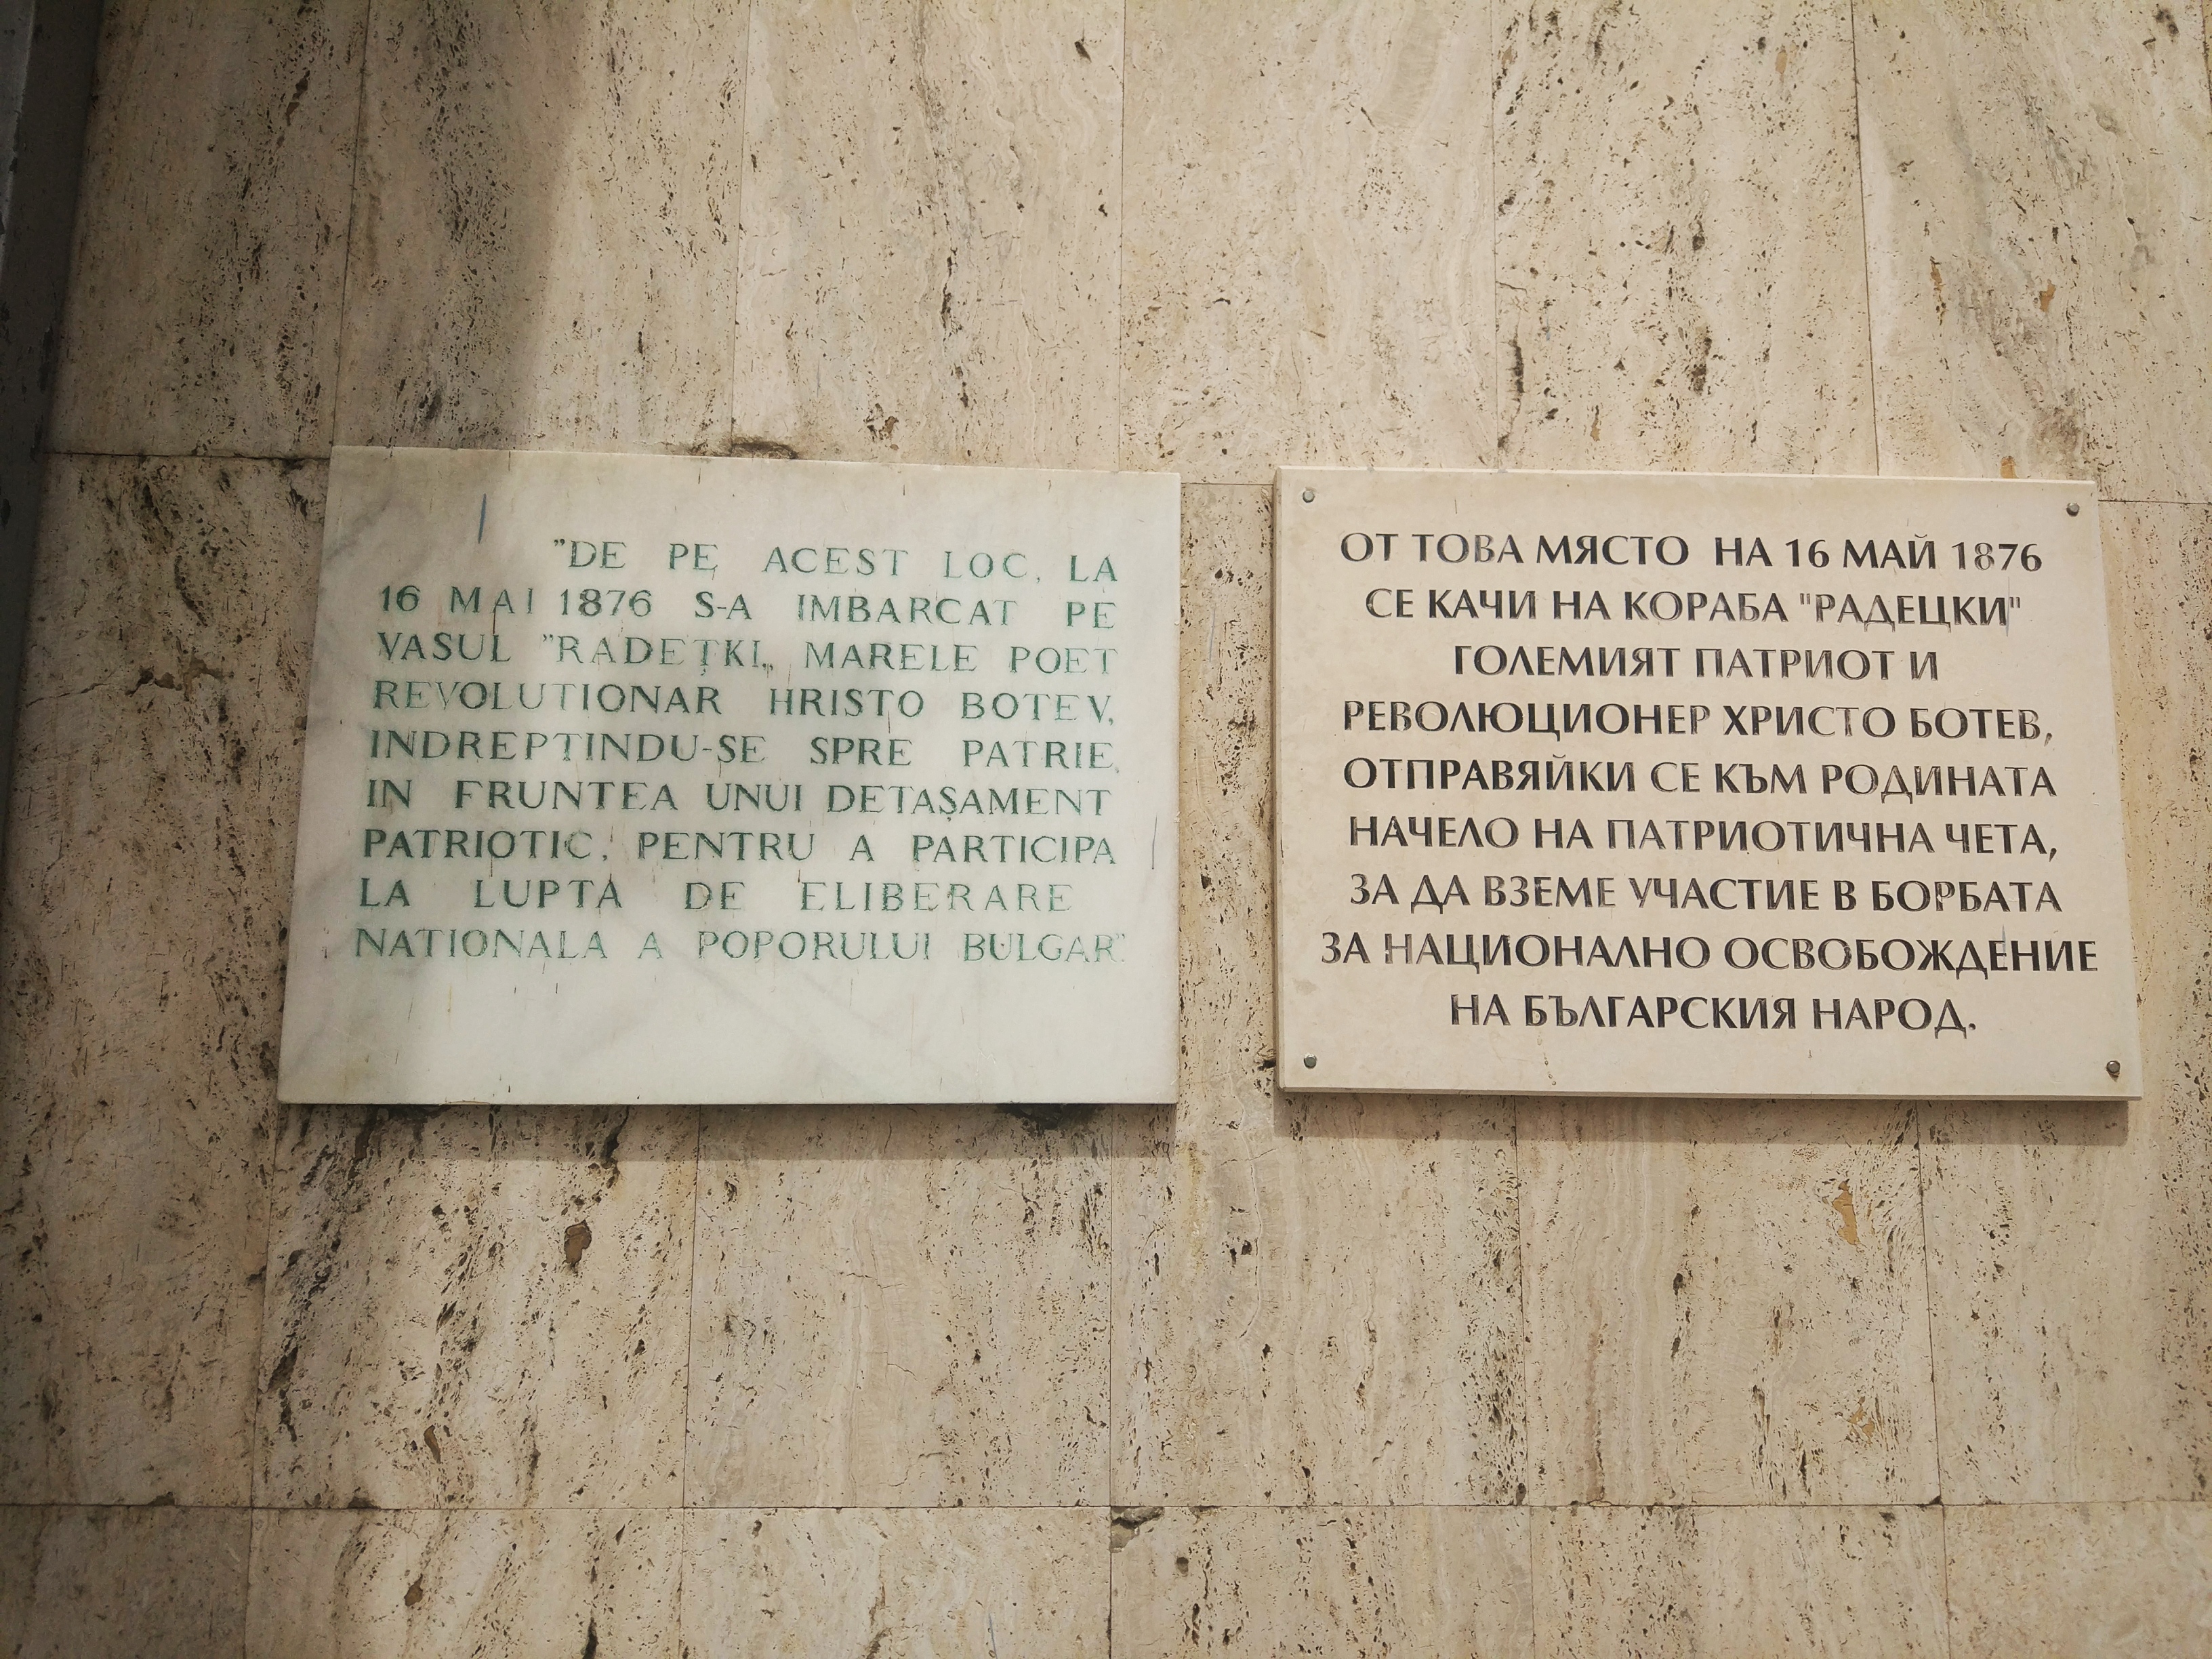 "DE PE ACEST LOC, LA
16 MAI 1876 S-A IMBARCAT PE
VASUL "RADEȚKI„ MARELE POET
REVOLUTIONAR HRISTO BOTEV,
INDREPTINDU-SE SPRE PATRIE,
IN FRUNTEA UNUI DETAȘAMENT
PATRIOTIC, PENTRU A PARTICIPA
LA LUPTA DE ELIBERARE
NATIONALA A POPORULUI BULGAR"
ОТ ТОВА МЯСТО НА 16 МАЙ 1876
СЕ КАЧИ НА КОРАБА "РАДЕЦКИ"
ГОЛЕМИЯТ ПАТРИОТ И
РЕВОЛЮЦИОНЕР ХРИСТО БОТЕВ,
ОТПРАВЯЙКИ СЕ КЪМ РОДИНАТА
НАЧЕЛО НА ПАТРИОТИЧНА ЧЕТА,
ЗА ДА ВЗЕМЕ УЧАСТИЕ В БОРБАТА
ЗА НАЦИОНАЛНО ОСВОБОЖДЕНИЕ
НА БЪЛГАРСКИЯ НАРОД.